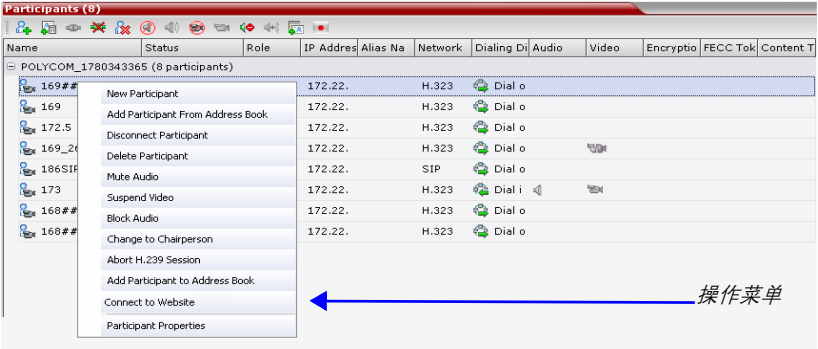 Participants (8)
Name Status Role IP Addres Alias Na Network Dialing Di Audio Video Encryptio FECC Tok Content T
POLYCOM_1780343365 (8 participants)
169## 172.22. H.323 Dial o
169 172.22. H.323 Dial o
172.5 172.22. H.323 Dial o
169_26 172.22. H.323 Dial o
186SIP 172.22. SIP Dial o
173 172.22. H.323 Dial i
168## 172.22. H.323 Dial o
168## 172.22. H.323 Dial o
New Participant
Add Participant From Address Book
Disconnect Participant
Delete Participant
Mute Audio
Suspend Video
Block Audio
Change to Chairperson
Abort H.239 Session
Add Participant to Address Book
Connect to Website
Participant Properties
操作菜单